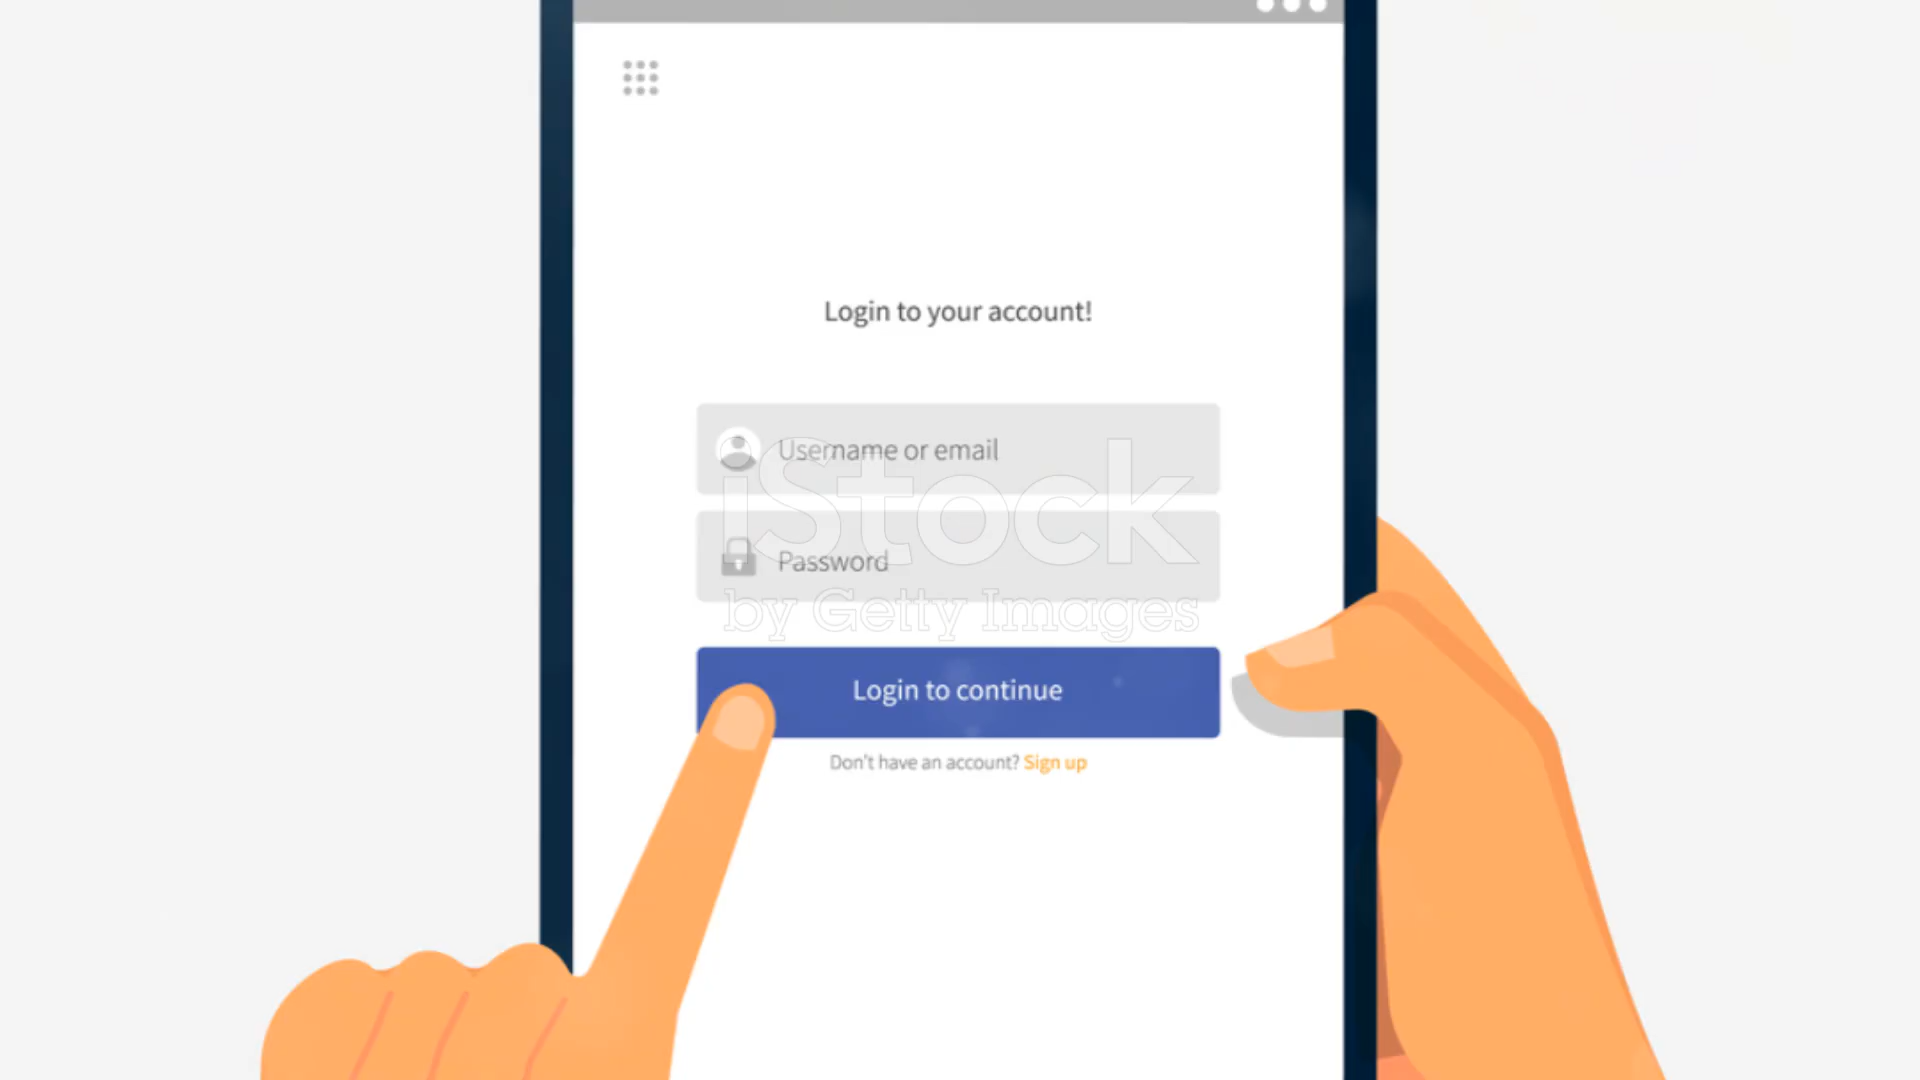 Login to your account!
Username or email
iStock
Password
by Getty Images
Login to continue
Don't have an account? Sign up